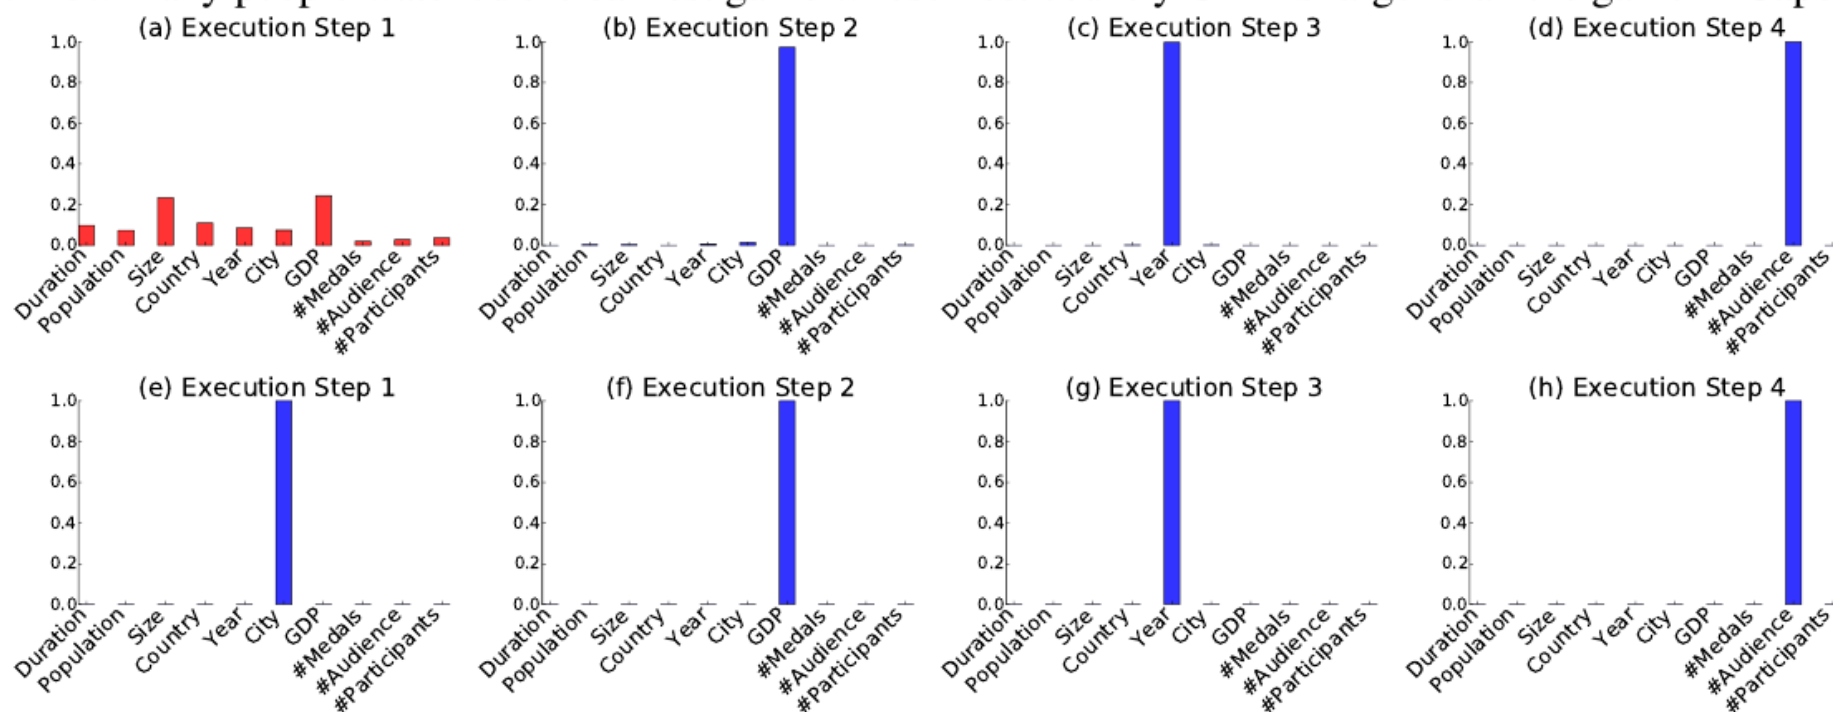 (a) Execution Step 1
1.0
0.8
0.6
0.4
0.2
0.0
Duration
Population
Size
Country
Year
City
GDP
#Medals
#Audience
#Participants
(b) Execution Step 2
1.0
0.8
0.6
0.4
0.2
0.0
Duration
Population
Size
Country
Year
City
GDP
#Medals
#Audience
#Participants
(c) Execution Step 3
1.0
0.8
0.6
0.4
0.2
0.0
Duration
Population
Size
Country
Year
City
GDP
#Medals
#Audience
#Participants
(d) Execution Step 4
1.0
0.8
0.6
0.4
0.2
0.0
Duration
Population
Size
Country
Year
City
GDP
#Medals
#Audience
#Participants
(e) Execution Step 1
1.0
0.8
0.6
0.4
0.2
0.0
Duration
Population
Size
Country
Year
City
GDP
#Medals
#Audience
#Participants
(f) Execution Step 2
1.0
0.8
0.6
0.4
0.2
0.0
Duration
Population
Size
Country
Year
City
GDP
#Medals
#Audience
#Participants
(g) Execution Step 3
1.0
0.8
0.6
0.4
0.2
0.0
Duration
Population
Size
Country
Year
City
GDP
#Medals
#Audience
#Participants
(h) Execution Step 4
1.0
0.8
0.6
0.4
0.2
0.0
Duration
Population
Size
Country
Year
City
GDP
#Medals
#Audience
#Participants